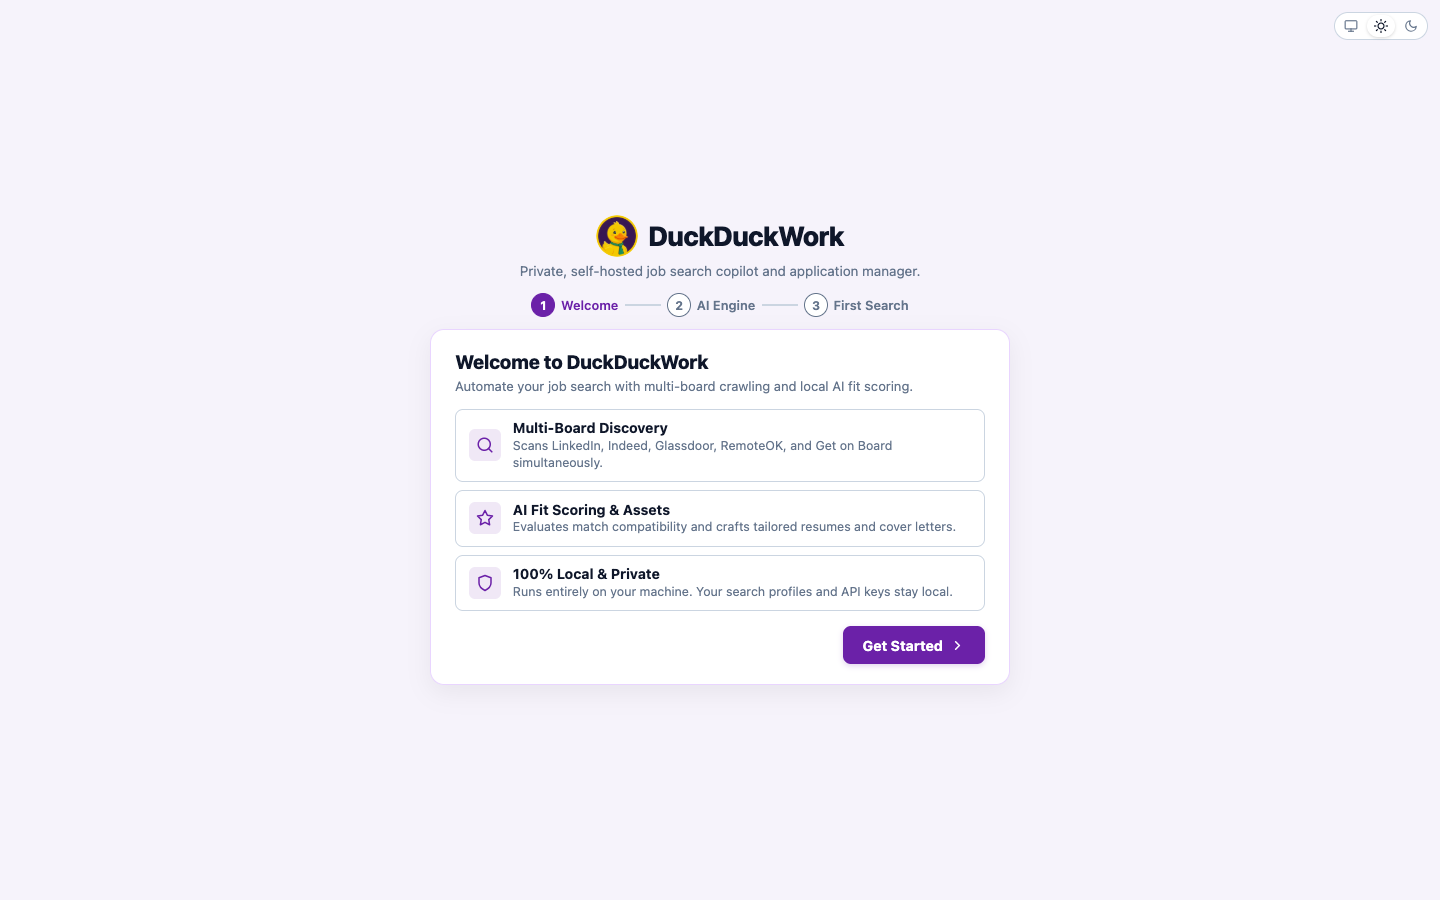 DuckDuckWork
Private, self-hosted job search copilot and application manager.
1 Welcome 2 AI Engine 3 First Search
Welcome to DuckDuckWork
Automate your job search with multi-board crawling and local AI fit scoring.
Multi-Board Discovery
Scans LinkedIn, Indeed, Glassdoor, RemoteOK, and Get on Board
simultaneously.
AI Fit Scoring & Assets
Evaluates match compatibility and crafts tailored resumes and cover letters.
100% Local & Private
Runs entirely on your machine. Your search profiles and API keys stay local.
Get Started